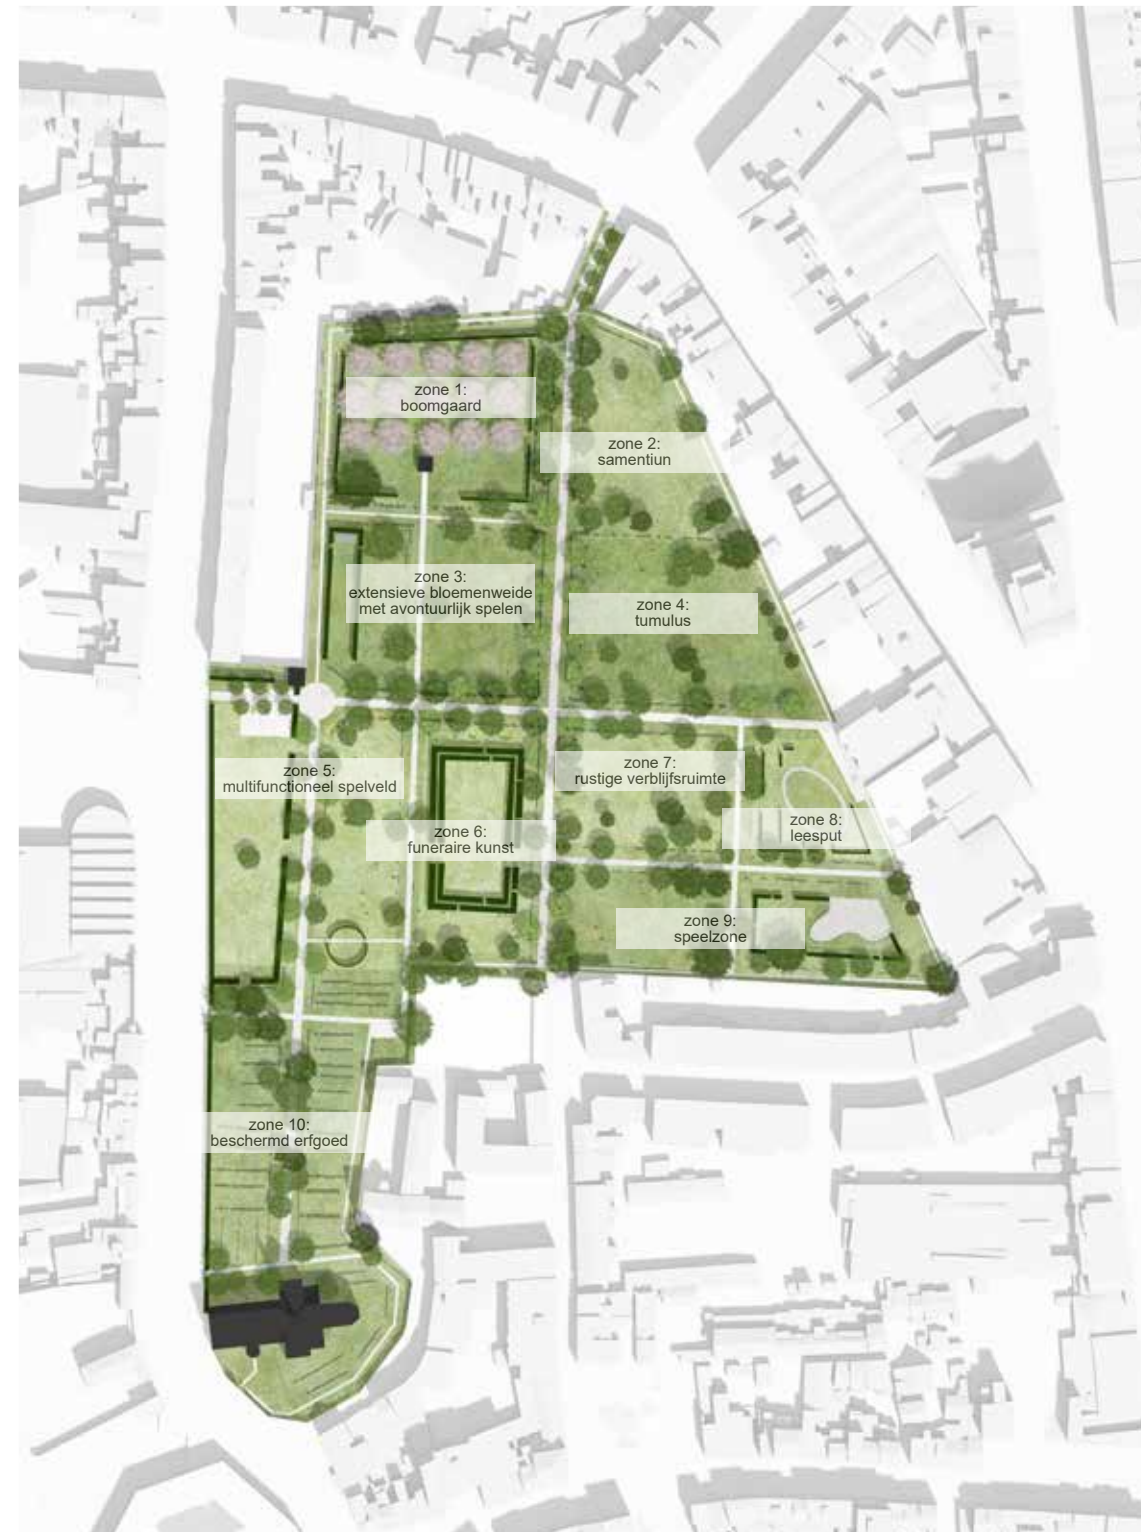 zone 1:
boomgaard
zone 2:
samentiun
zone 3:
extensieve bloemenweide
met avontuurlijk spelen
zone 4:
tumulus
zone 5:
multifunctioneel spelveld
zone 6:
funeraire kunst
zone 7:
rustige verblijfsruimte
zone 8:
leesput
zone 9:
speelzone
zone 10:
beschermd erfgoed